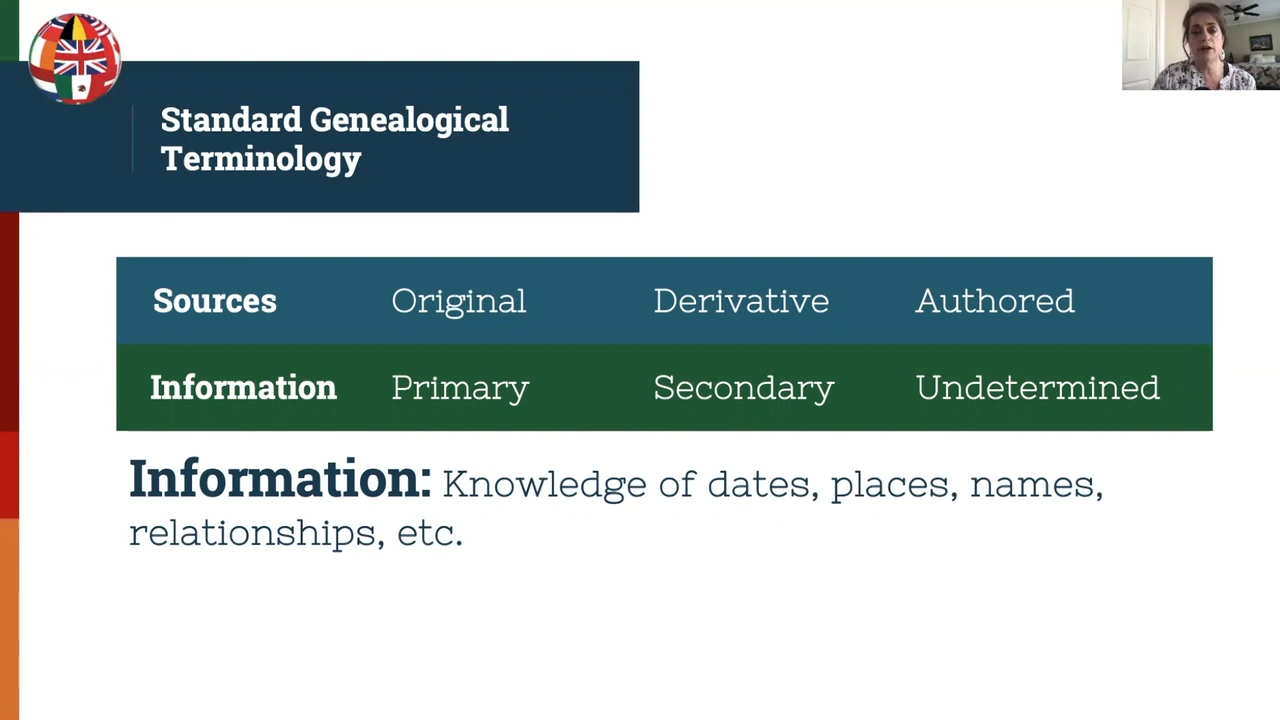 Standard Genealogical
Terminology
Sources Original Derivative Authored
Information Primary Secondary Undetermined
Information: Knowledge of dates, places, names,
relationships, etc.